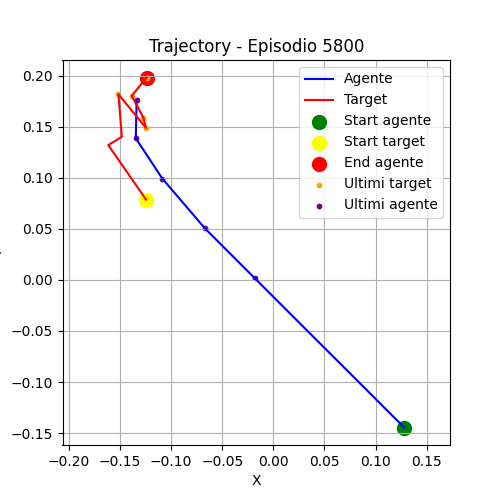 Trajectory - Episodio 5800
Agente
Target
Start agente
Start target
End agente
Ultimi target
Ultimi agente
0.20
0.15
0.10
0.05
0.00
−0.05
−0.10
−0.15
−0.20 −0.15 −0.10 −0.05 0.00 0.05 0.10 0.15
X